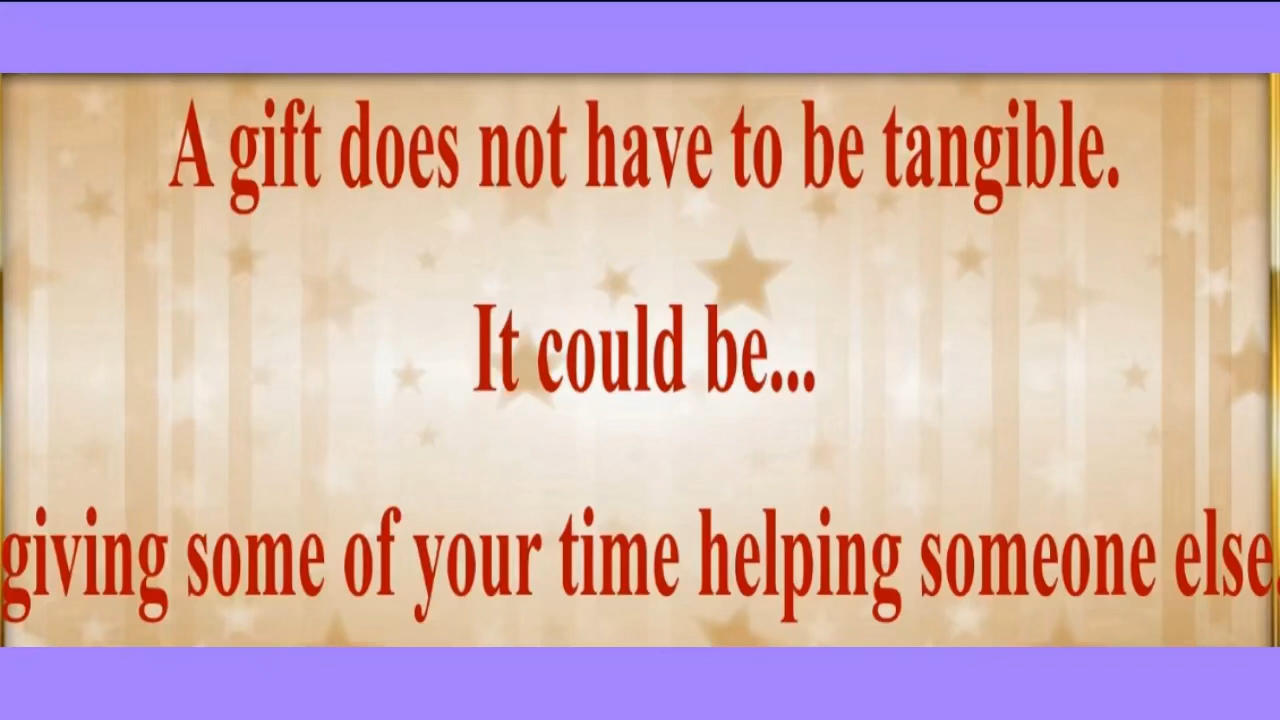 A gift does not have to be tangible.
It could be...
giving some of your time helping someone else.